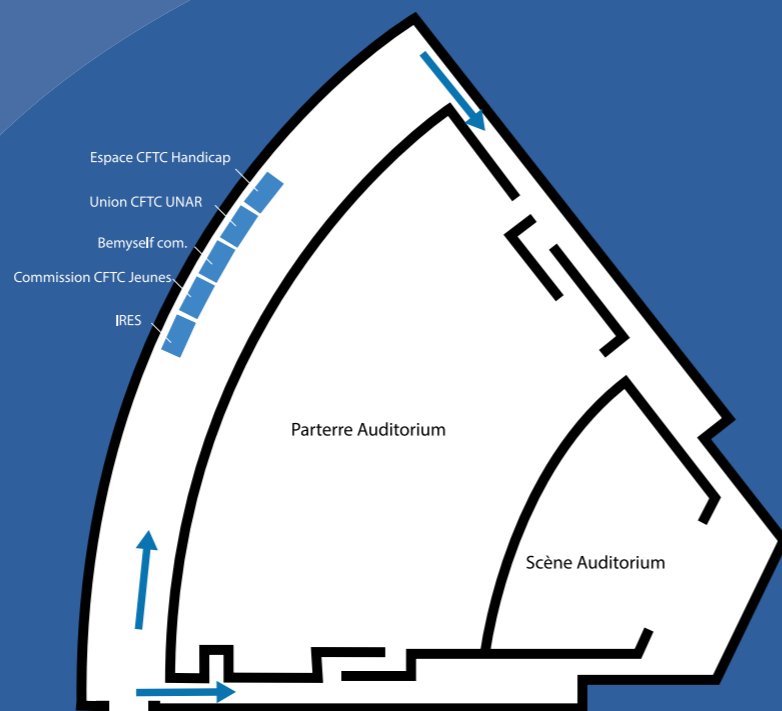 Espace CFTC Handicap
Union CFTC UNAR
Bemyself com.
Commission CFTC Jeunes
IRES
Parterre Auditorium
Scène Auditorium